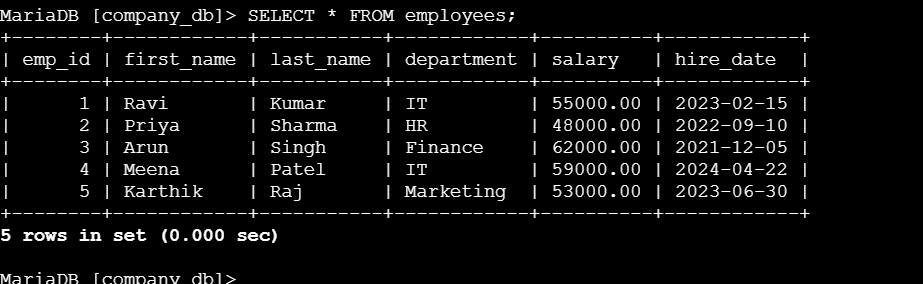 MariaDB [company_db]> SELECT * FROM employees;
+--------+------------+-----------+------------+----------+------------+
| emp_id | first_name | last_name | department | salary   | hire_date  |
+--------+------------+-----------+------------+----------+------------+
|      1 | Ravi       | Kumar     | IT         | 55000.00 | 2023-02-15 |
|      2 | Priya      | Sharma    | HR         | 48000.00 | 2022-09-10 |
|      3 | Arun       | Singh     | Finance    | 62000.00 | 2021-12-05 |
|      4 | Meena      | Patel     | IT         | 59000.00 | 2024-04-22 |
|      5 | Karthik    | Raj       | Marketing  | 53000.00 | 2023-06-30 |
+--------+------------+-----------+------------+----------+------------+
5 rows in set (0.000 sec)
MariaDB [company_db]>